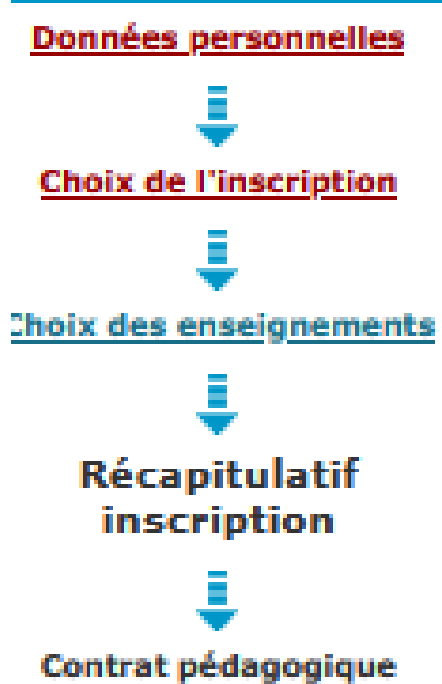 Données personnelles
Choix de l'inscription
Choix des enseignements
Récapitulatif
inscription
Contrat pédagogique